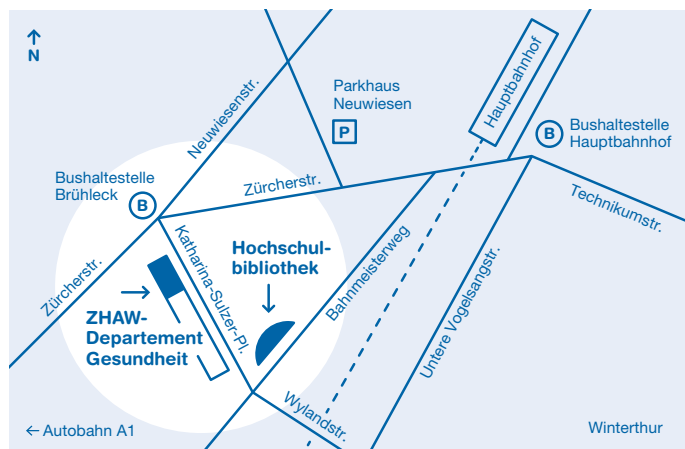 N
Neuwiesenstr.
Parkhaus
Neuwiesen
P
Hauptbahnhof
B
Bushaltestelle
Hauptbahnhof
Bushaltestelle
Brühleck
B
Zürcherstr.
Technikumstr.
Zürcherstr.
Katharina-Sulzer-Pl.
Hochschul-
bibliothek
Bahnmeisterweg
Untere Vogelsangstr.
ZHAW-
Departement
Gesundheit
Wylandstr.
← Autobahn A1
Winterthur